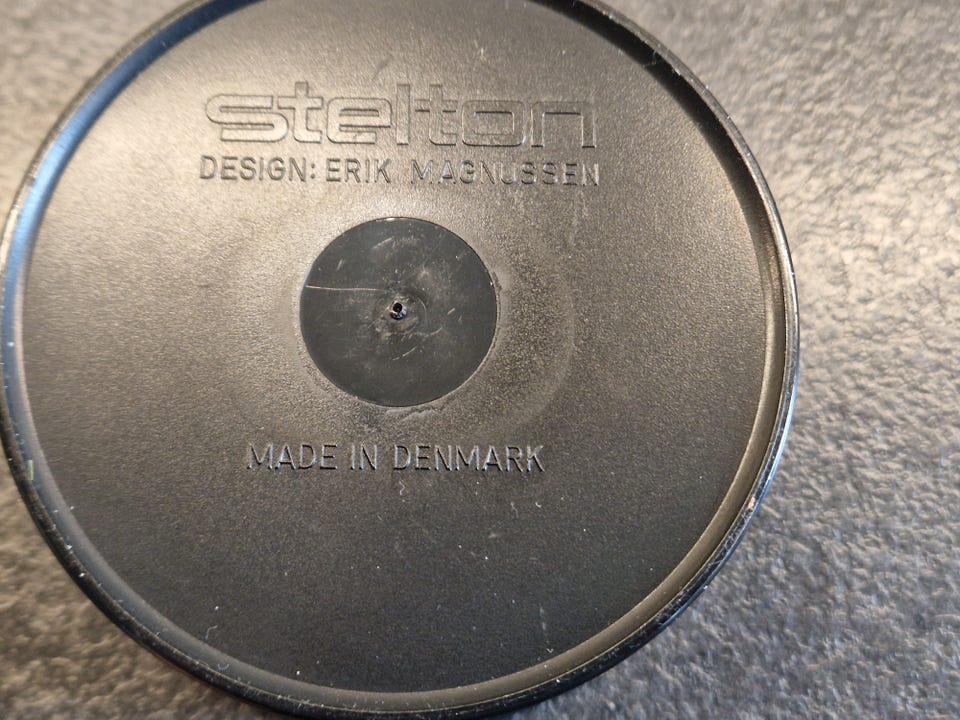 stelton
DESIGN: ERIK MAGNUSSEN
MADE IN DENMARK